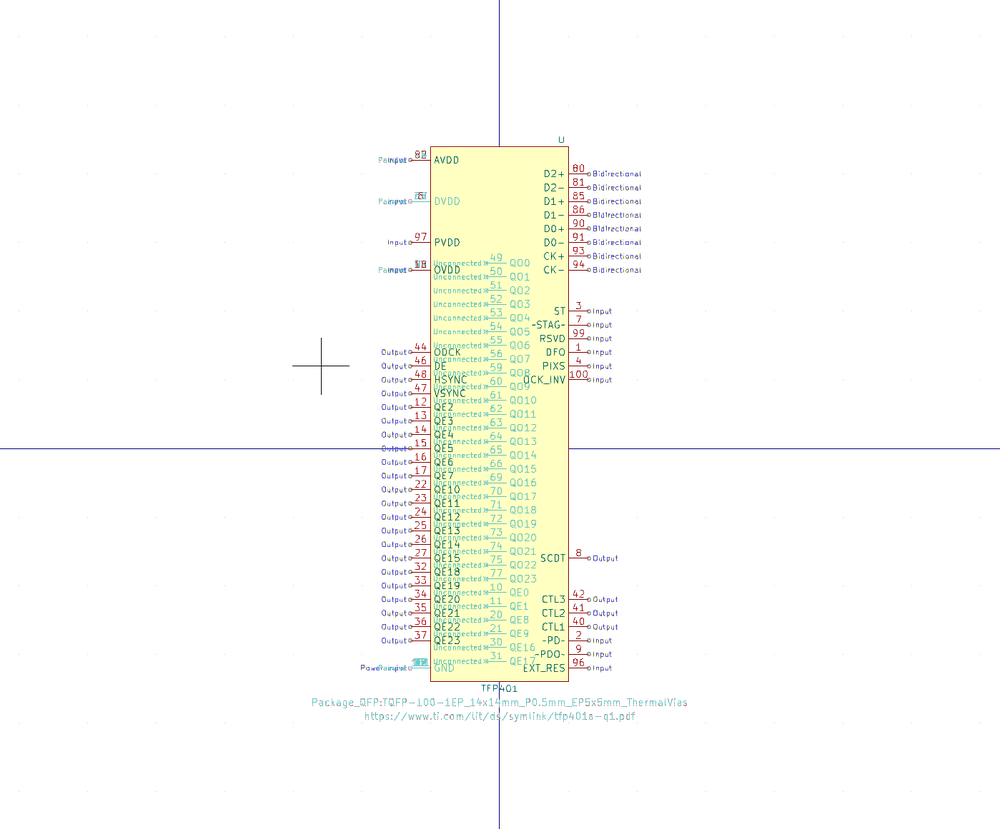 U
Input
82
AVDD
Input
6
DVDD
Input
97
PVDD
Input
OVDD
Output 44 ODCK
Output 46 DE
Output 48 HSYNC
Output 47 VSYNC
Output 12 QE2
Output 13 QE3
Output 14 QE4
Output 15 QE5
Output 16 QE6
Output 17 QE7
Output 22 QE10
Output 23 QE11
Output 24 QE12
Output 25 QE13
Output 26 QE14
Output 27 QE15
Output 32 QE18
Output 33 QE19
Output 34 QE20
Output 35 QE21
Output 36 QE22
Output 37 QE23
Power input GND
Unconnected 49 QO0
Unconnected 50 QO1
Unconnected 51 QO2
Unconnected 52 QO3
Unconnected 53 QO4
Unconnected 54 QO5
Unconnected 55 QO6
Unconnected 56 QO7
Unconnected 59 QO8
Unconnected 60 QO9
Unconnected 61 QO10
Unconnected 62 QO11
Unconnected 63 QO12
Unconnected 64 QO13
Unconnected 65 QO14
Unconnected 66 QO15
Unconnected 69 QO16
Unconnected 70 QO17
Unconnected 71 QO18
Unconnected 72 QO19
Unconnected 73 QO20
Unconnected 74 QO21
Unconnected 75 QO22
Unconnected 77 QO23
Unconnected 10 QE0
Unconnected 11 QE1
Unconnected 20 QE8
Unconnected 21 QE9
Unconnected 30 QE16
Unconnected 31 QE17
D2+ 80 Bidirectional
D2- 81 Bidirectional
D1+ 85 Bidirectional
D1- 86 Bidirectional
D0+ 90 Bidirectional
D0- 91 Bidirectional
CK+ 93 Bidirectional
CK- 94 Bidirectional
ST 3 Input
~STAG~ 7 Input
RSVD 99 Input
DFO 1 Input
PIXS 4 Input
OCK_INV 100 Input
SCDT 8 Output
CTL3 42 Output
CTL2 41 Output
CTL1 40 Output
~PD~ 2 Input
~PDO~ 9 Input
EXT_RES 96 Input
TFP401
Package_QFP:TQFP-100-1EP_14x14mm_P0.5mm_EP5x5mm_ThermalVias
https://www.ti.com/lit/ds/symlink/tfp401a-q1.pdf